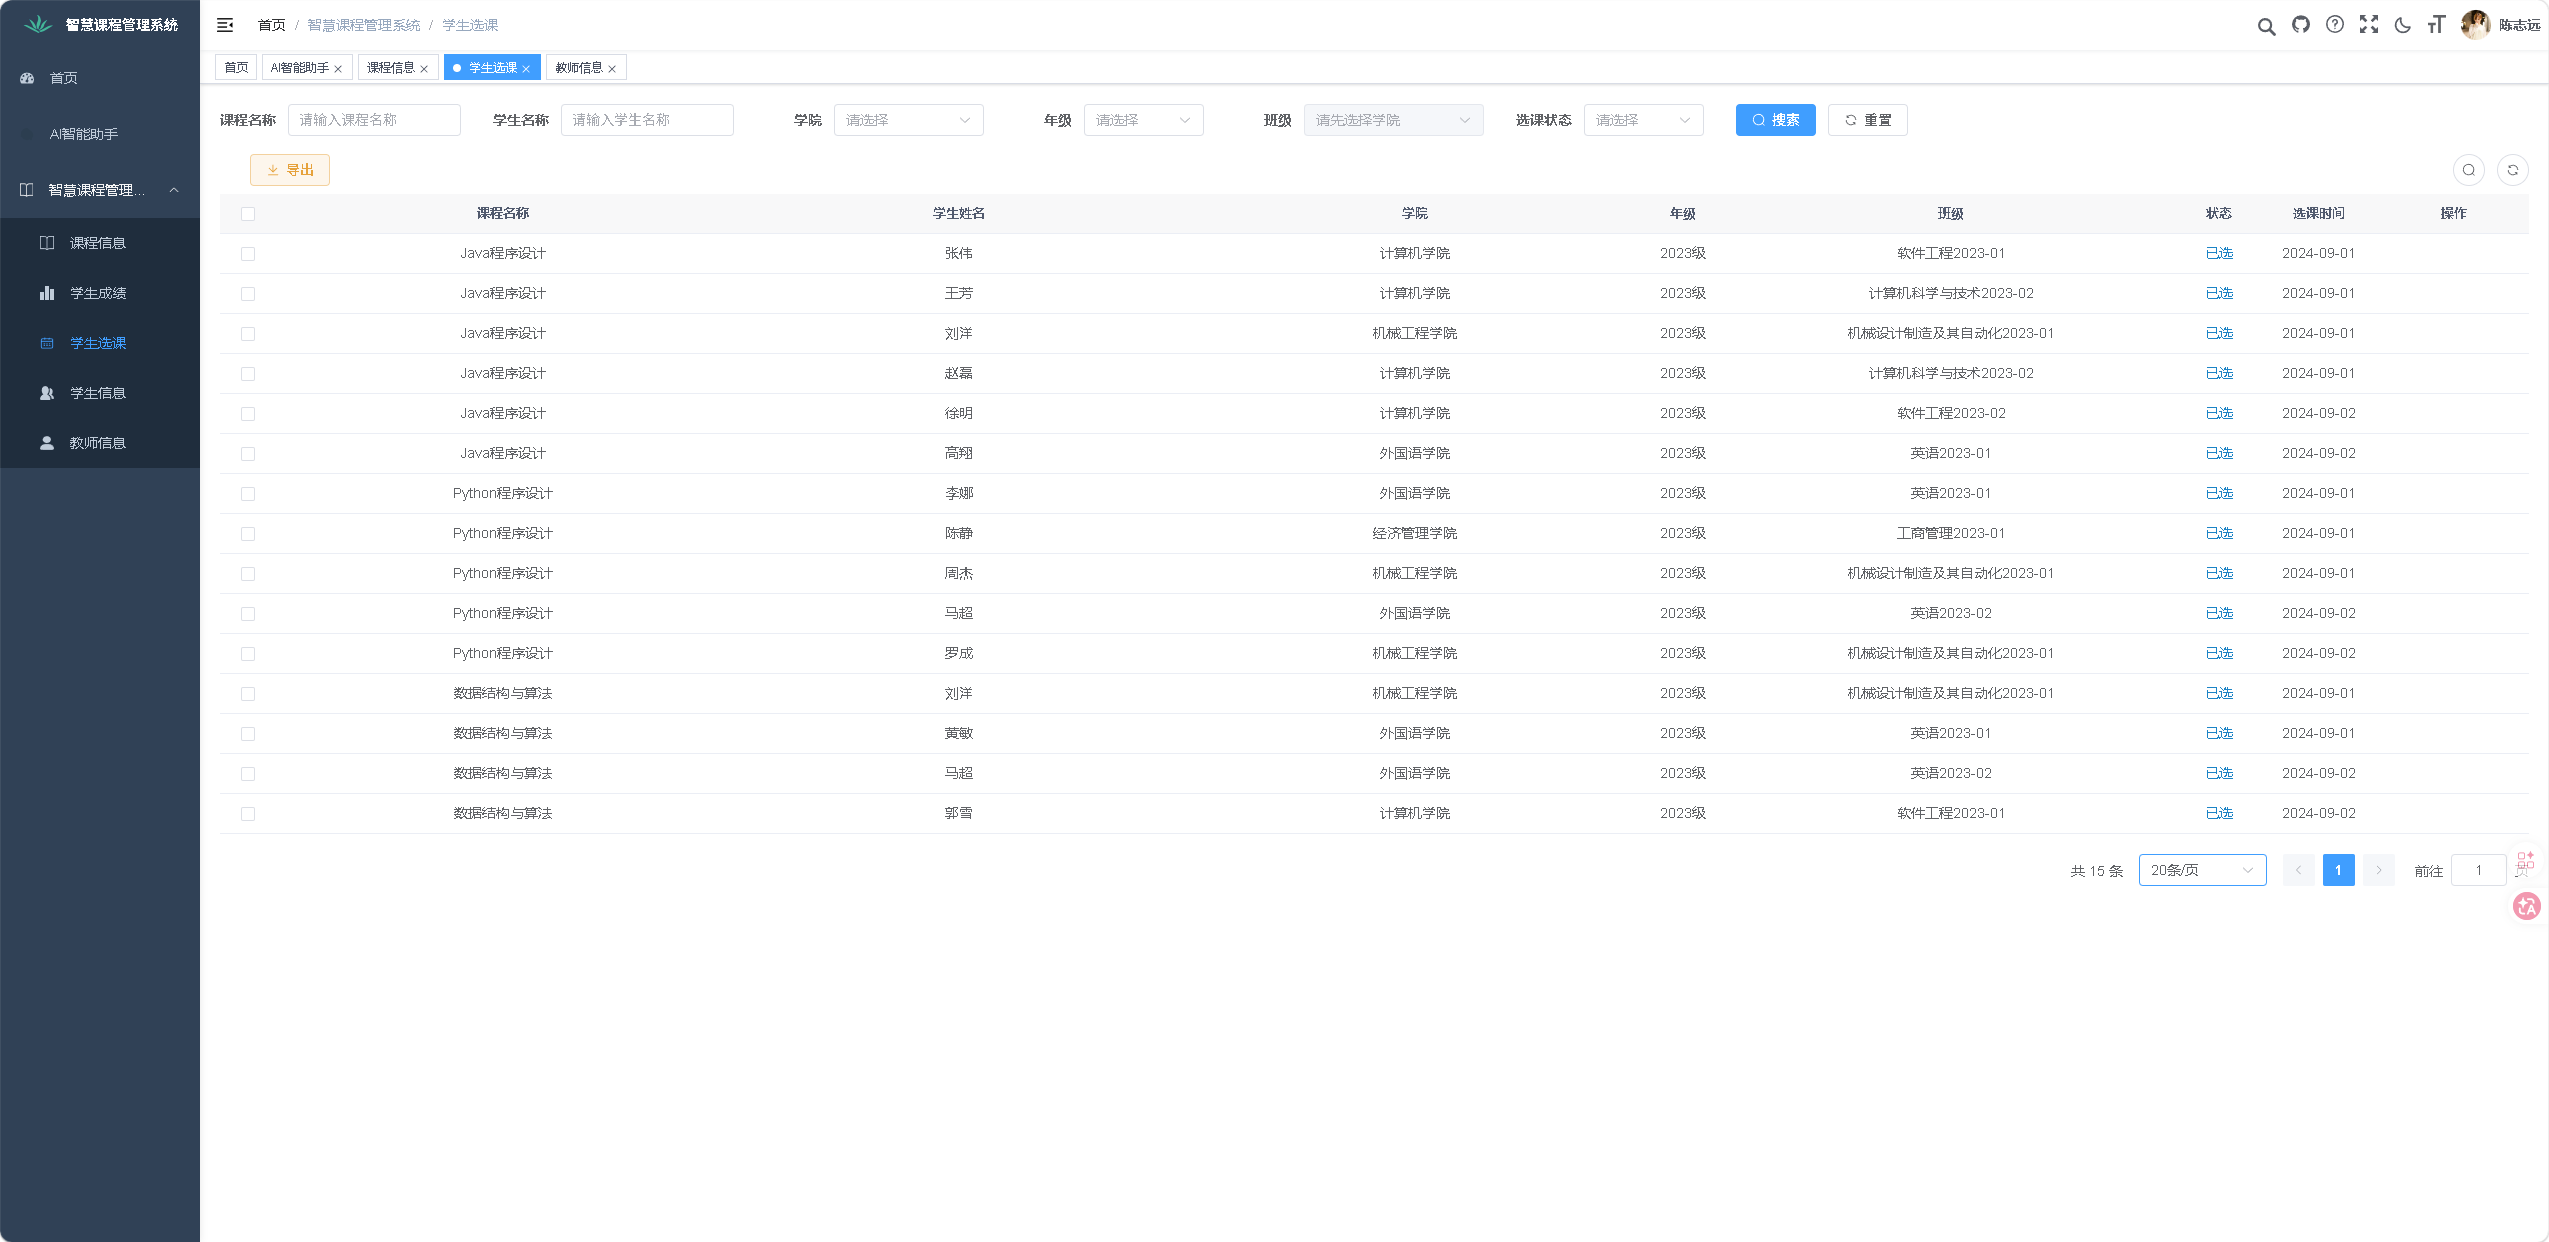 智慧课程管理系统
首页
AI智能助手
智慧课程管理...
课程信息
学生成绩
学生选课
学生信息
教师信息
首页 / 智慧课程管理系统 / 学生选课
陈志远
首页 AI智能助手 × 课程信息 × 学生选课 × 教师信息 ×
课程名称 请输入课程名称 学生名称 请输入学生名称 学院 请选择 年级 请选择 班级 请先选择学院 选课状态 请选择 搜索 重置
导出
课程名称 学生姓名 学院 年级 班级 状态 选课时间 操作
Java程序设计 张伟 计算机学院 2023级 软件工程2023-01 已选 2024-09-01
Java程序设计 王芳 计算机学院 2023级 计算机科学与技术2023-02 已选 2024-09-01
Java程序设计 刘洋 机械工程学院 2023级 机械设计制造及其自动化2023-01 已选 2024-09-01
Java程序设计 赵磊 计算机学院 2023级 计算机科学与技术2023-02 已选 2024-09-01
Java程序设计 徐明 计算机学院 2023级 软件工程2023-02 已选 2024-09-02
Java程序设计 高翔 外国语学院 2023级 英语2023-01 已选 2024-09-02
Python程序设计 李娜 外国语学院 2023级 英语2023-01 已选 2024-09-01
Python程序设计 陈静 经济管理学院 2023级 工商管理2023-01 已选 2024-09-01
Python程序设计 周杰 机械工程学院 2023级 机械设计制造及其自动化2023-01 已选 2024-09-01
Python程序设计 马超 外国语学院 2023级 英语2023-02 已选 2024-09-02
Python程序设计 罗成 机械工程学院 2023级 机械设计制造及其自动化2023-01 已选 2024-09-02
数据结构与算法 刘洋 机械工程学院 2023级 机械设计制造及其自动化2023-01 已选 2024-09-01
数据结构与算法 黄敏 外国语学院 2023级 英语2023-01 已选 2024-09-01
数据结构与算法 马超 外国语学院 2023级 英语2023-02 已选 2024-09-02
数据结构与算法 郭雪 计算机学院 2023级 软件工程2023-01 已选 2024-09-02
共 15 条 20条/页 1 前往 1 页